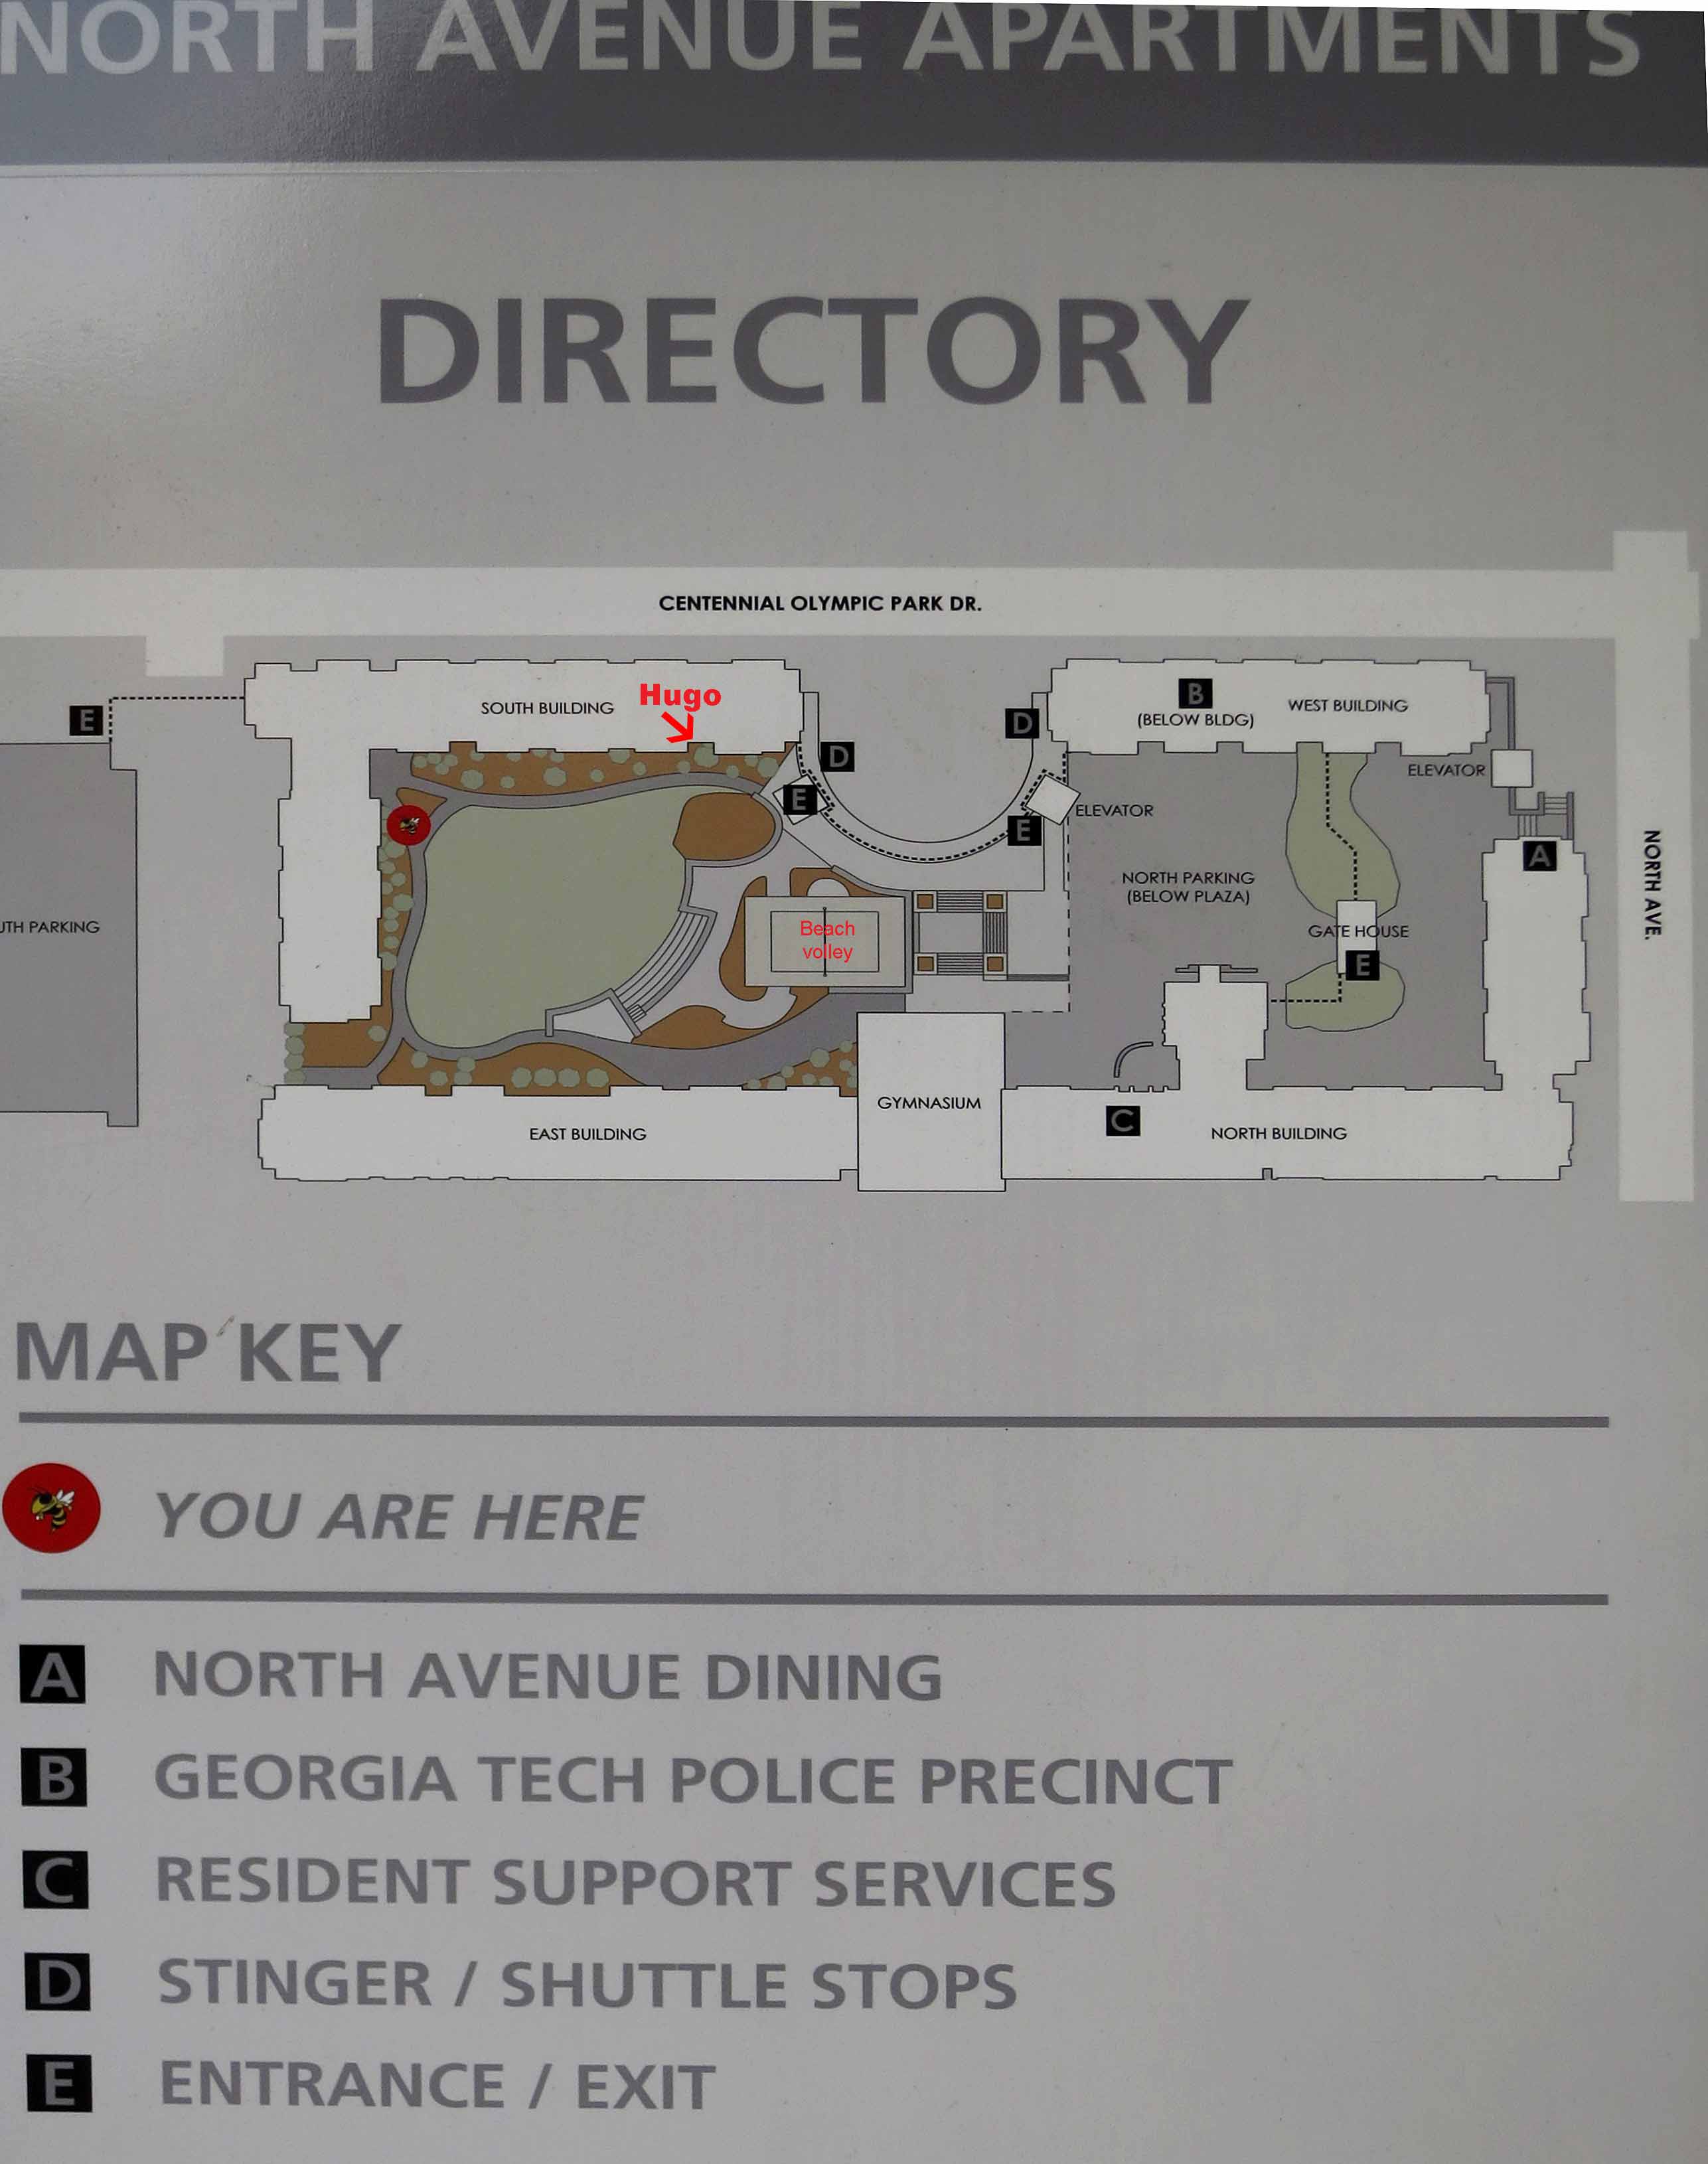 NORTH AVENUE APARTMENTS
DIRECTORY
CENTENNIAL OLYMPIC PARK DR.
Hugo
SOUTH BUILDING
B
(BELOW BLDG)
WEST BUILDING
E
D
D
ELEVATOR
E
E
ELEVATOR
A
NORTH AVE.
NORTH PARKING
(BELOW PLAZA)
UTH PARKING
Beach
volley
GATE HOUSE
E
GYMNASIUM
C
EAST BUILDING
NORTH BUILDING
MAP KEY
YOU ARE HERE
A NORTH AVENUE DINING
B GEORGIA TECH POLICE PRECINCT
C RESIDENT SUPPORT SERVICES
D STINGER / SHUTTLE STOPS
E ENTRANCE / EXIT